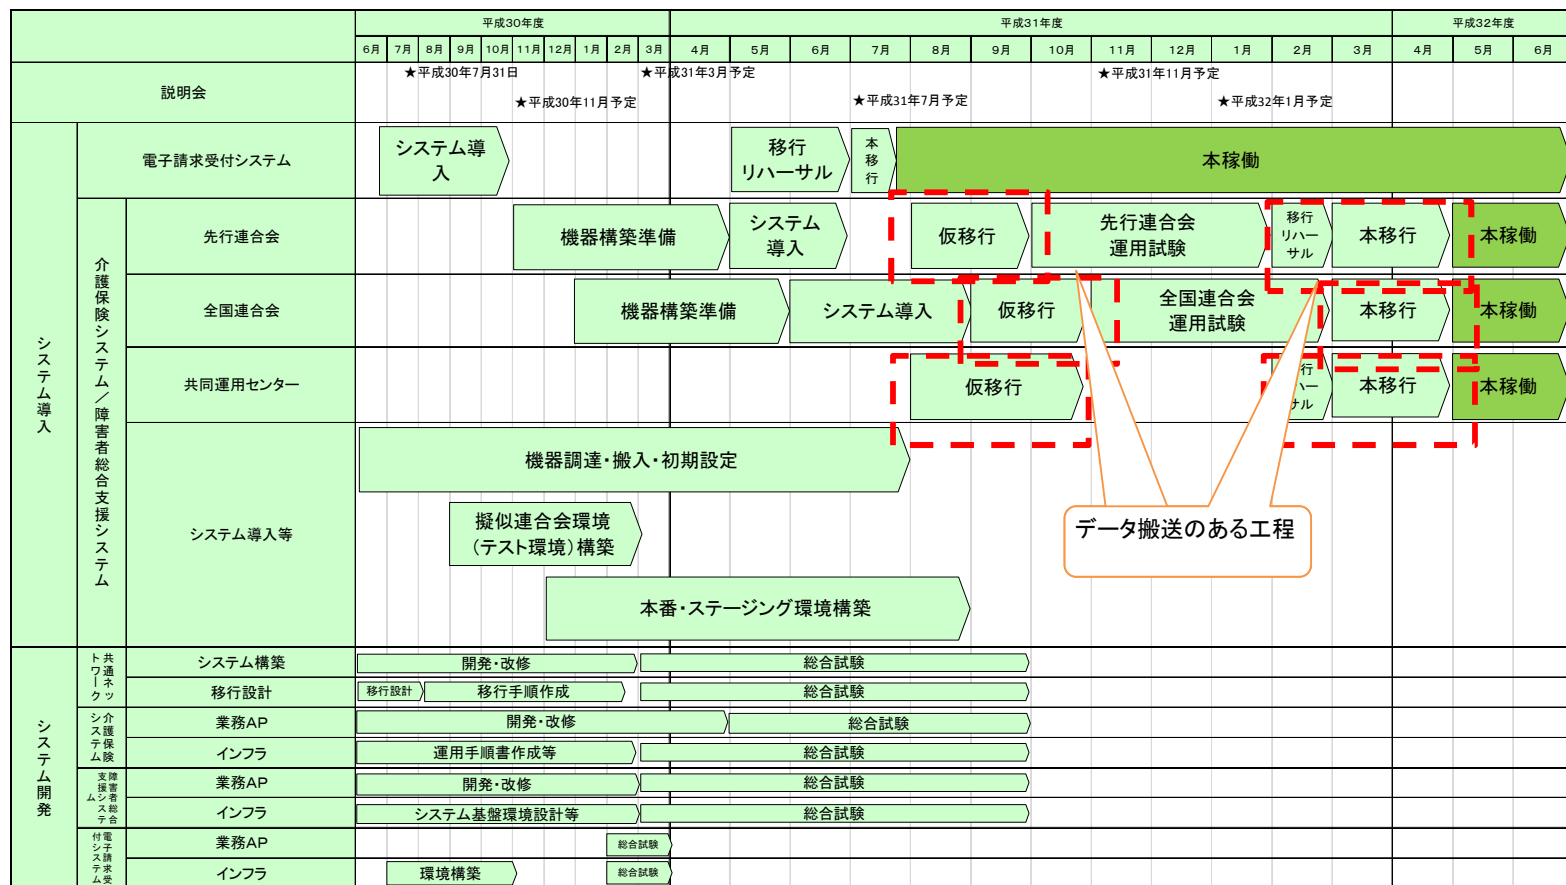 平成30年度
平成31年度
平成32年度
6月 7月 8月 9月 10月 11月 12月 1月 2月 3月 4月 5月 6月 7月 8月 9月 10月 11月 12月 1月 2月 3月 4月 5月 6月
説明会
★平成30年7月31日
★平成31年3月予定
★平成31年11月予定
★平成30年11月予定
★平成31年7月予定
★平成32年1月予定
システム導入
電子請求受付システム
システム導
入
移行
リハーサル
本
移
行
本稼働
介護保険システム/障害者総合支援システム
先行連合会
機器構築準備
システム
導入
仮移行
先行連合会
運用試験
移行
リハー
サル
本移行
本稼働
全国連合会
機器構築準備
システム導入
仮移行
全国連合会
運用試験
本移行
本稼働
共同運用センター
仮移行
行
ハー
サル
本移行
本稼働
システム導入等
機器調達・搬入・初期設定
擬似連合会環境
(テスト環境)構築
本番・ステージング環境構築
データ搬送のある工程
システム開発
共通ネッ
トワーク
システム構築
開発・改修
総合試験
移行設計
移行設計
移行手順作成
総合試験
介護保険
システム
業務AP
開発・改修
総合試験
インフラ
運用手順書作成等
総合試験
障害者総合
支援システ
ム
業務AP
開発・改修
総合試験
インフラ
システム基盤環境設計等
総合試験
電子請求受
付システム
業務AP
総合試験
インフラ
環境構築
総合試験